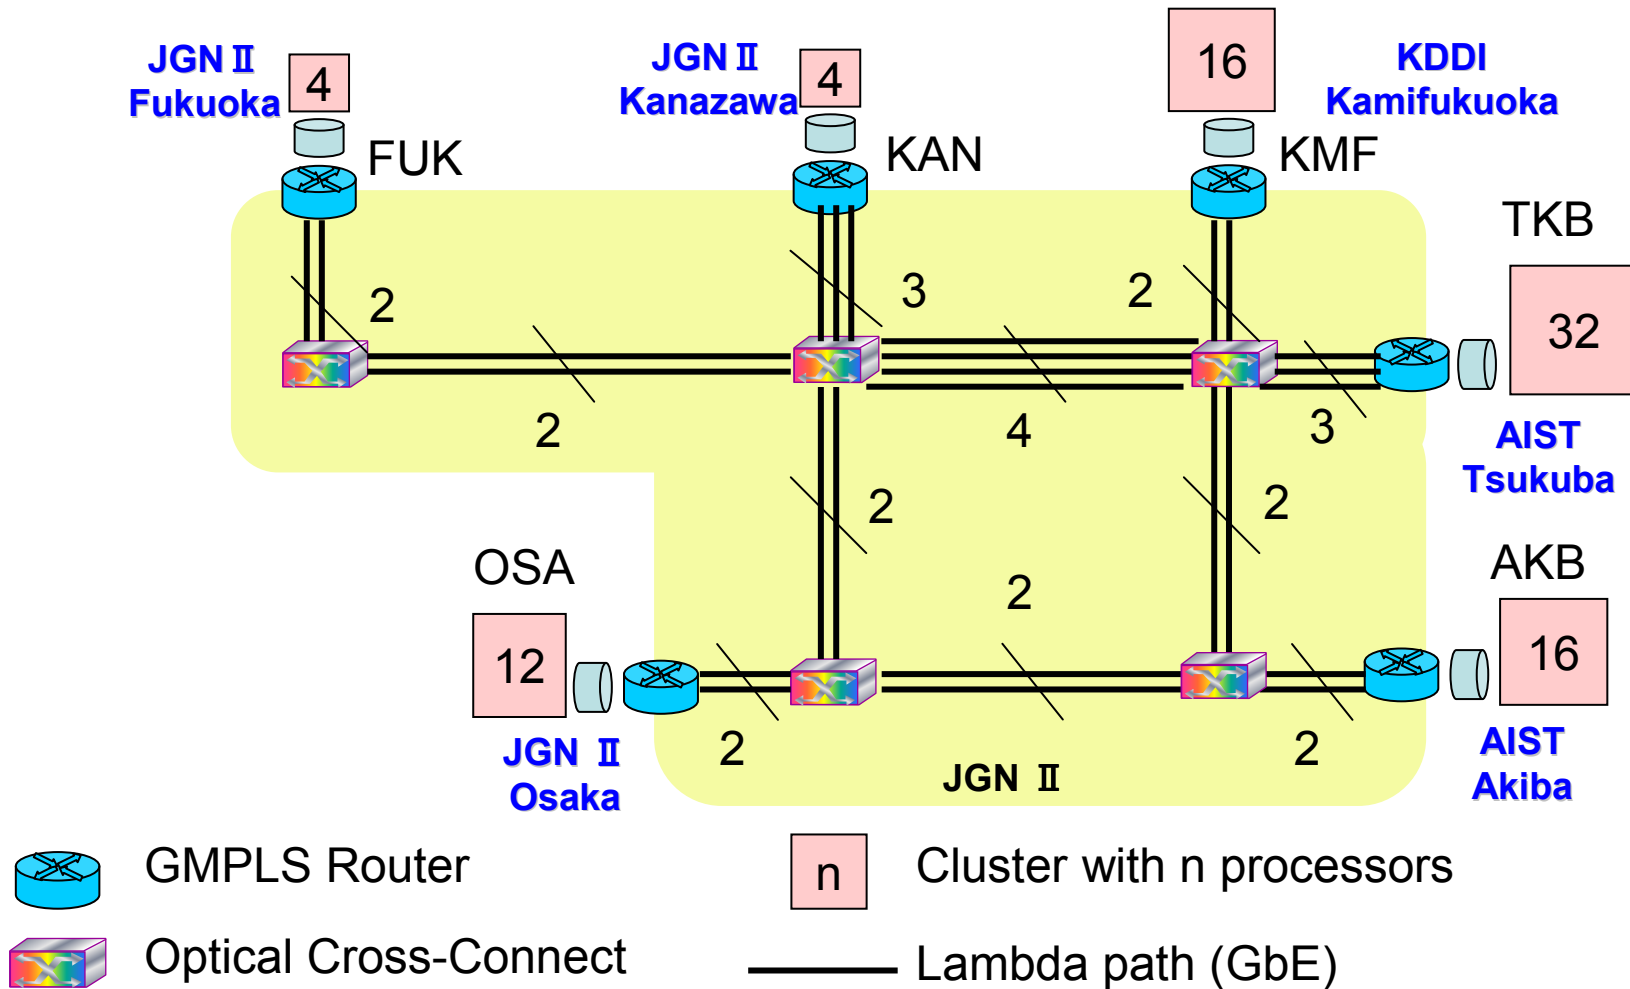 JGN Ⅱ
Fukuoka
4
FUK
JGN Ⅱ
Kanazawa
4
KAN
16
KMF
KDDI
Kamifukuoka
TKB
32
AIST
Tsukuba
2
3
2
2
4
3
2
2
OSA
12
JGN Ⅱ
Osaka
2
2
2
AKB
16
AIST
Akiba
JGN Ⅱ
GMPLS Router
n
Cluster with n processors
Optical Cross-Connect
Lambda path (GbE)